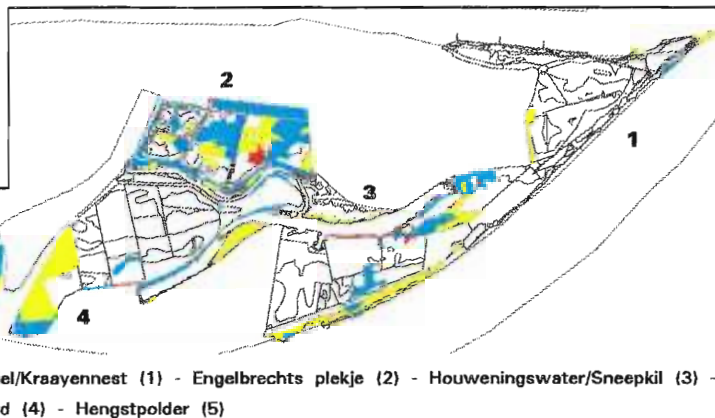 2
1
3
4
el/Kraayennest (1) - Engelbrechts plekje (2) - Houweningswater/Sneepkil (3) -
d (4) - Hengstpolder (5)